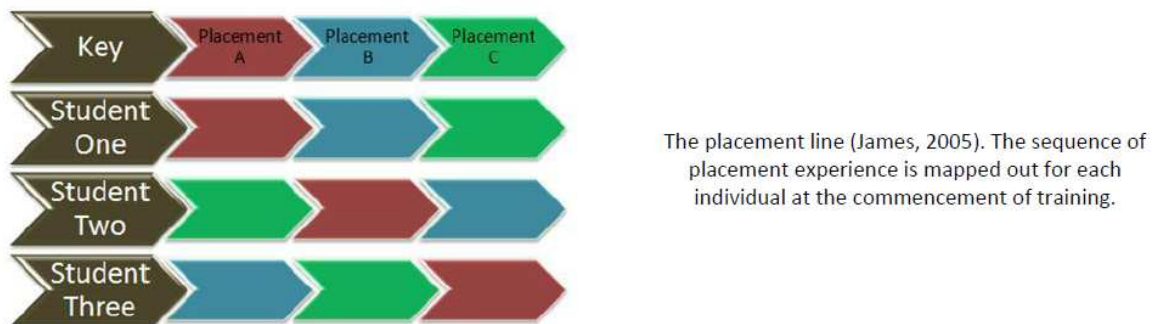 Key
Placement
A
Placement
B
Placement
C
Student
One
Student
Two
Student
Three
The placement line (James, 2005). The sequence of
placement experience is mapped out for each
individual at the commencement of training.